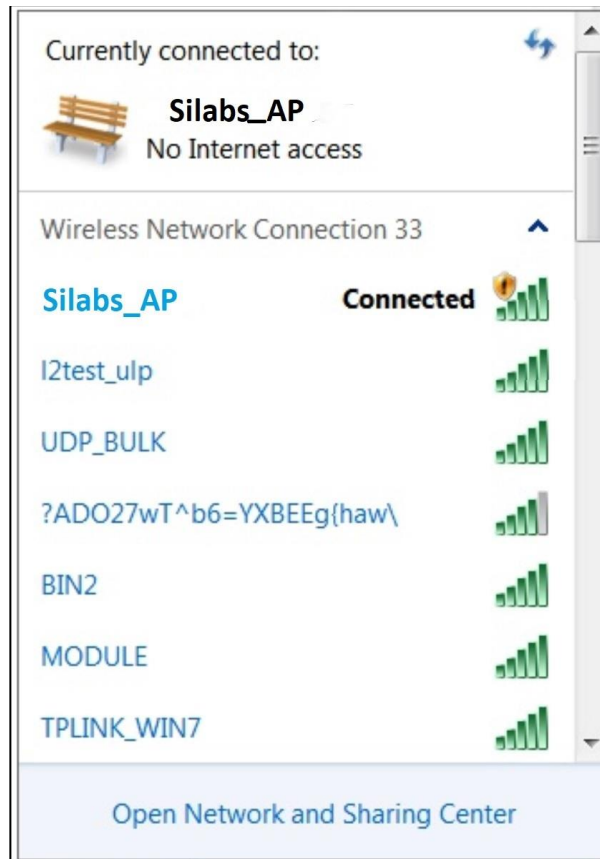 Currently connected to:
Silabs_AP
No Internet access
Wireless Network Connection 33
Silabs_AP Connected
l2test_ulp
UDP_BULK
?ADO27wT^b6=YXBEEg{haw\
BIN2
MODULE
TPLINK_WIN7
Open Network and Sharing Center